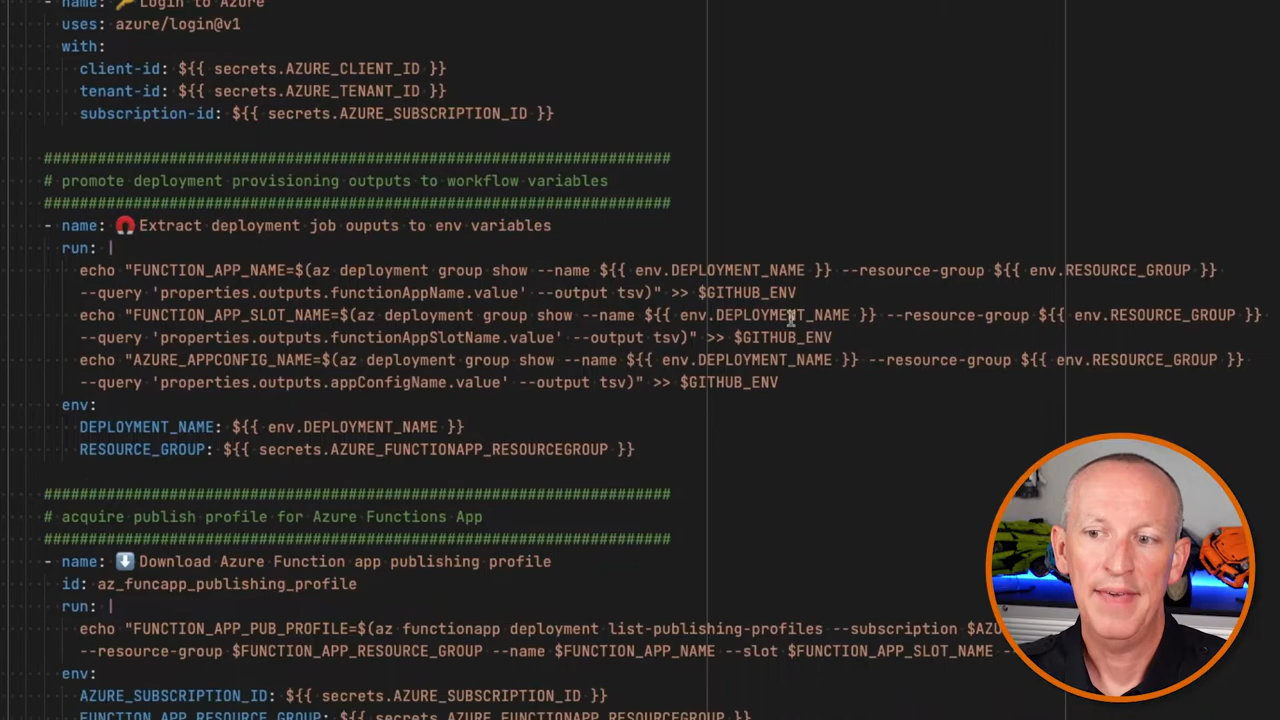 - name: 🔑 Login to Azure
uses: azure/login@v1
with:
client-id: ${{ secrets.AZURE_CLIENT_ID }}
tenant-id: ${{ secrets.AZURE_TENANT_ID }}
subscription-id: ${{ secrets.AZURE_SUBSCRIPTION_ID }}
######################################################################
# promote deployment provisioning outputs to workflow variables
######################################################################
- name: 🧲 Extract deployment job ouputs to env variables
run: |
echo "FUNCTION_APP_NAME=$(az deployment group show --name ${{ env.DEPLOYMENT_NAME }} --resource-group ${{ env.RESOURCE_GROUP }}
--query 'properties.outputs.functionAppName.value' --output tsv)" >> $GITHUB_ENV
echo "FUNCTION_APP_SLOT_NAME=$(az deployment group show --name ${{ env.DEPLOYMENT_NAME }} --resource-group ${{ env.RESOURCE_GROUP }}
--query 'properties.outputs.functionAppSlotName.value' --output tsv)" >> $GITHUB_ENV
echo "AZURE_APPCONFIG_NAME=$(az deployment group show --name ${{ env.DEPLOYMENT_NAME }} --resource-group ${{ env.RESOURCE_GROUP }}
--query 'properties.outputs.appConfigName.value' --output tsv)" >> $GITHUB_ENV
env:
DEPLOYMENT_NAME: ${{ env.DEPLOYMENT_NAME }}
RESOURCE_GROUP: ${{ secrets.AZURE_FUNCTIONAPP_RESOURCEGROUP }}
######################################################################
# acquire publish profile for Azure Functions App
######################################################################
- name: ⬇️ Download Azure Function app publishing profile
id: az_funcapp_publishing_profile
run: |
echo "FUNCTION_APP_PUB_PROFILE=$(az functionapp deployment list-publishing-profiles --subscription
--resource-group $FUNCTION_APP_RESOURCE_GROUP --name $FUNCTION_APP_NAME --slot $FUNCTION_APP_SLOT_NAME
env:
AZURE_SUBSCRIPTION_ID: ${{ secrets.AZURE_SUBSCRIPTION_ID }}
FUNCTION_APP_RESOURCE_GROUP: ${{ secrets.AZURE_FUNCTIONAPP_RESOURCEGROUP }}